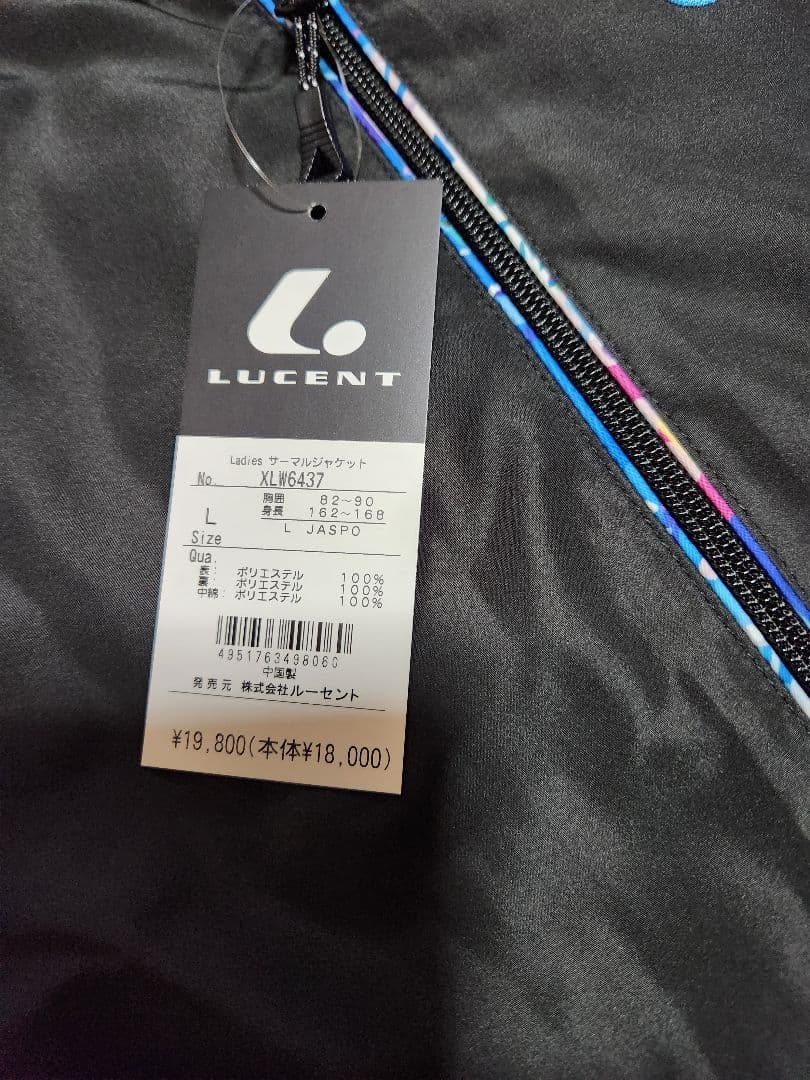 LUCENT
Ladies サーマルジャケット
No. XLW6437
L 胸囲 82～90
身長 162～168
Size L JASPO
Qua.
表: ポリエステル 100%
裏: ポリエステル 100%
中綿: ポリエステル 100%
4951763498060
中国製
発売元 株式会社ルーセント
¥19,800(本体¥18,000)